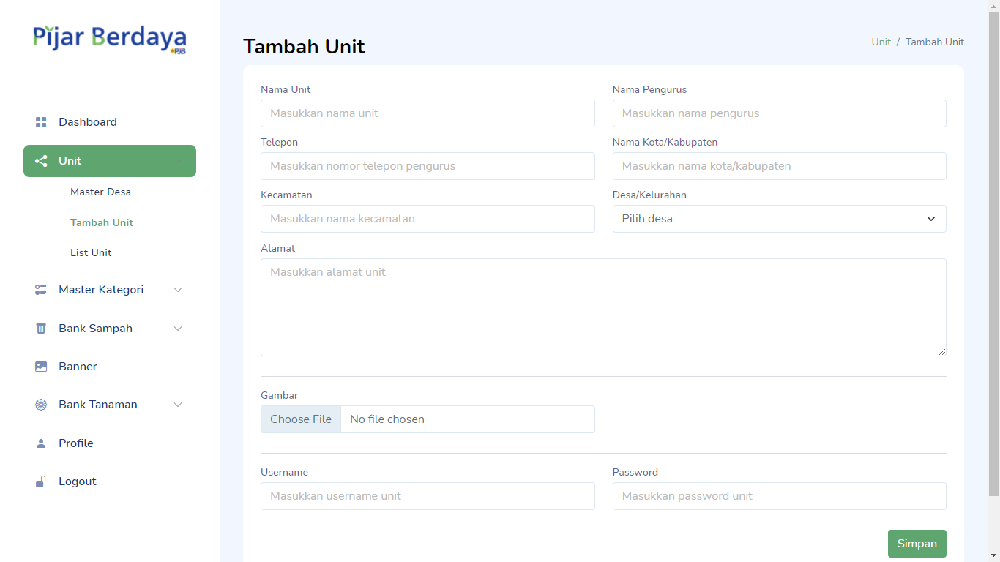 Pijar Berdaya
PJB
Dashboard
Unit
Master Desa
Tambah Unit
List Unit
Master Kategori
Bank Sampah
Banner
Bank Tanaman
Profile
Logout
Tambah Unit
Unit / Tambah Unit
Nama Unit
Masukkan nama unit
Nama Pengurus
Masukkan nama pengurus
Telepon
Masukkan nomor telepon pengurus
Nama Kota/Kabupaten
Masukkan nama kota/kabupaten
Kecamatan
Masukkan nama kecamatan
Desa/Kelurahan
Pilih desa
Alamat
Masukkan alamat unit
Gambar
Choose File No file chosen
Username
Masukkan username unit
Password
Masukkan password unit
Simpan